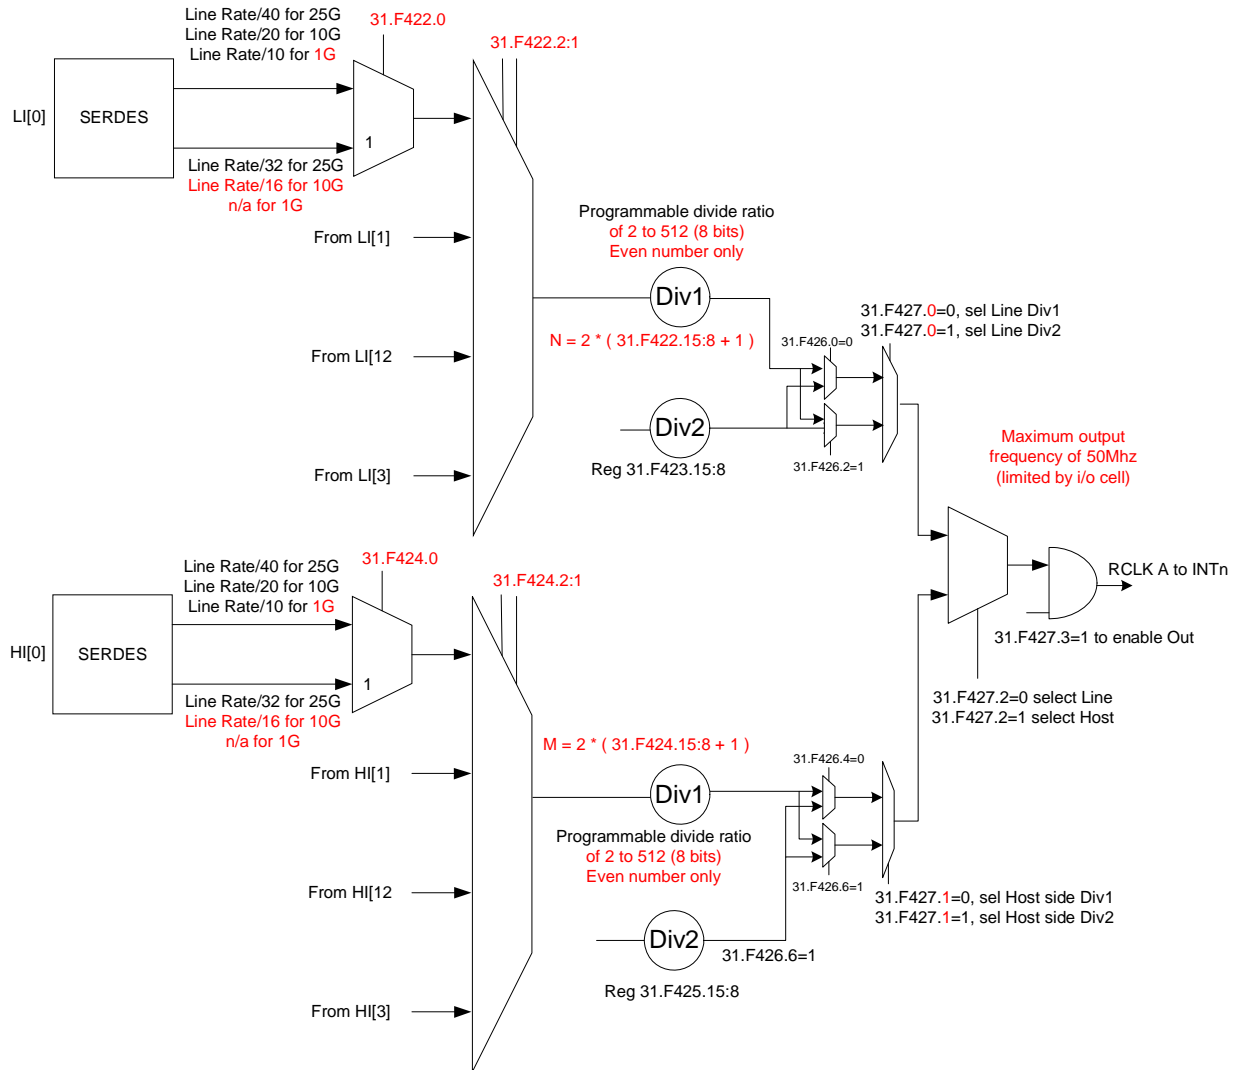 Line Rate/40 for 25G
Line Rate/20 for 10G
Line Rate/10 for 1G
31.F422.0
31.F422.2:1
LI[0]
SERDES
1
Line Rate/32 for 25G
Line Rate/16 for 10G
n/a for 1G
From LI[1]
From LI[12
From LI[3]
Programmable divide ratio
of 2 to 512 (8 bits)
Even number only
Div1
N = 2 * ( 31.F422.15:8 + 1 )
31.F426.0=0
31.F427.0=0, sel Line Div1
31.F427.0=1, sel Line Div2
Div2
Reg 31.F423.15:8
31.F426.2=1
Maximum output
frequency of 50Mhz
(limited by i/o cell)
RCLK A to INTn
31.F427.3=1 to enable Out
31.F427.2=0 select Line
31.F427.2=1 select Host
Line Rate/40 for 25G
Line Rate/20 for 10G
Line Rate/10 for 1G
31.F424.0
31.F424.2:1
HI[0]
SERDES
1
Line Rate/32 for 25G
Line Rate/16 for 10G
n/a for 1G
From HI[1]
From HI[12
From HI[3]
M = 2 * ( 31.F424.15:8 + 1 )
Div1
Programmable divide ratio
of 2 to 512 (8 bits)
Even number only
31.F426.4=0
31.F426.6=1
31.F427.1=0, sel Host side Div1
31.F427.1=1, sel Host side Div2
Div2
31.F426.6=1
Reg 31.F425.15:8